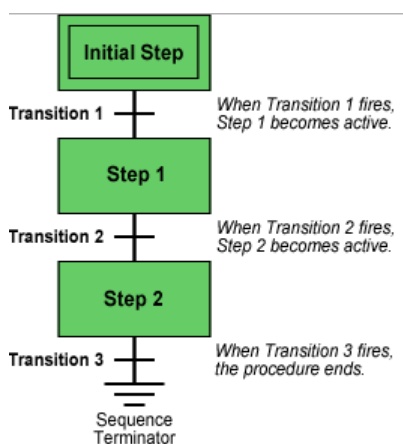 Initial Step
Transition 1
When Transition 1 fires,
Step 1 becomes active.
Step 1
Transition 2
When Transition 2 fires,
Step 2 becomes active.
Step 2
Transition 3
When Transition 3 fires,
the procedure ends.
Sequence
Terminator